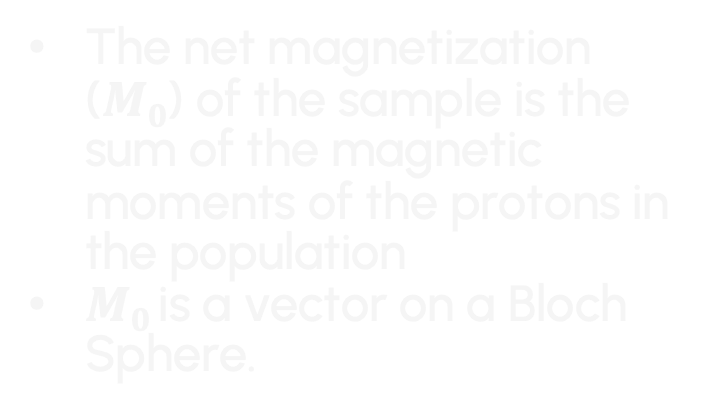 • The net magnetization
(M₀) of the sample is the
sum of the magnetic
moments of the protons in
the population
• M₀ is a vector on a Bloch
Sphere.